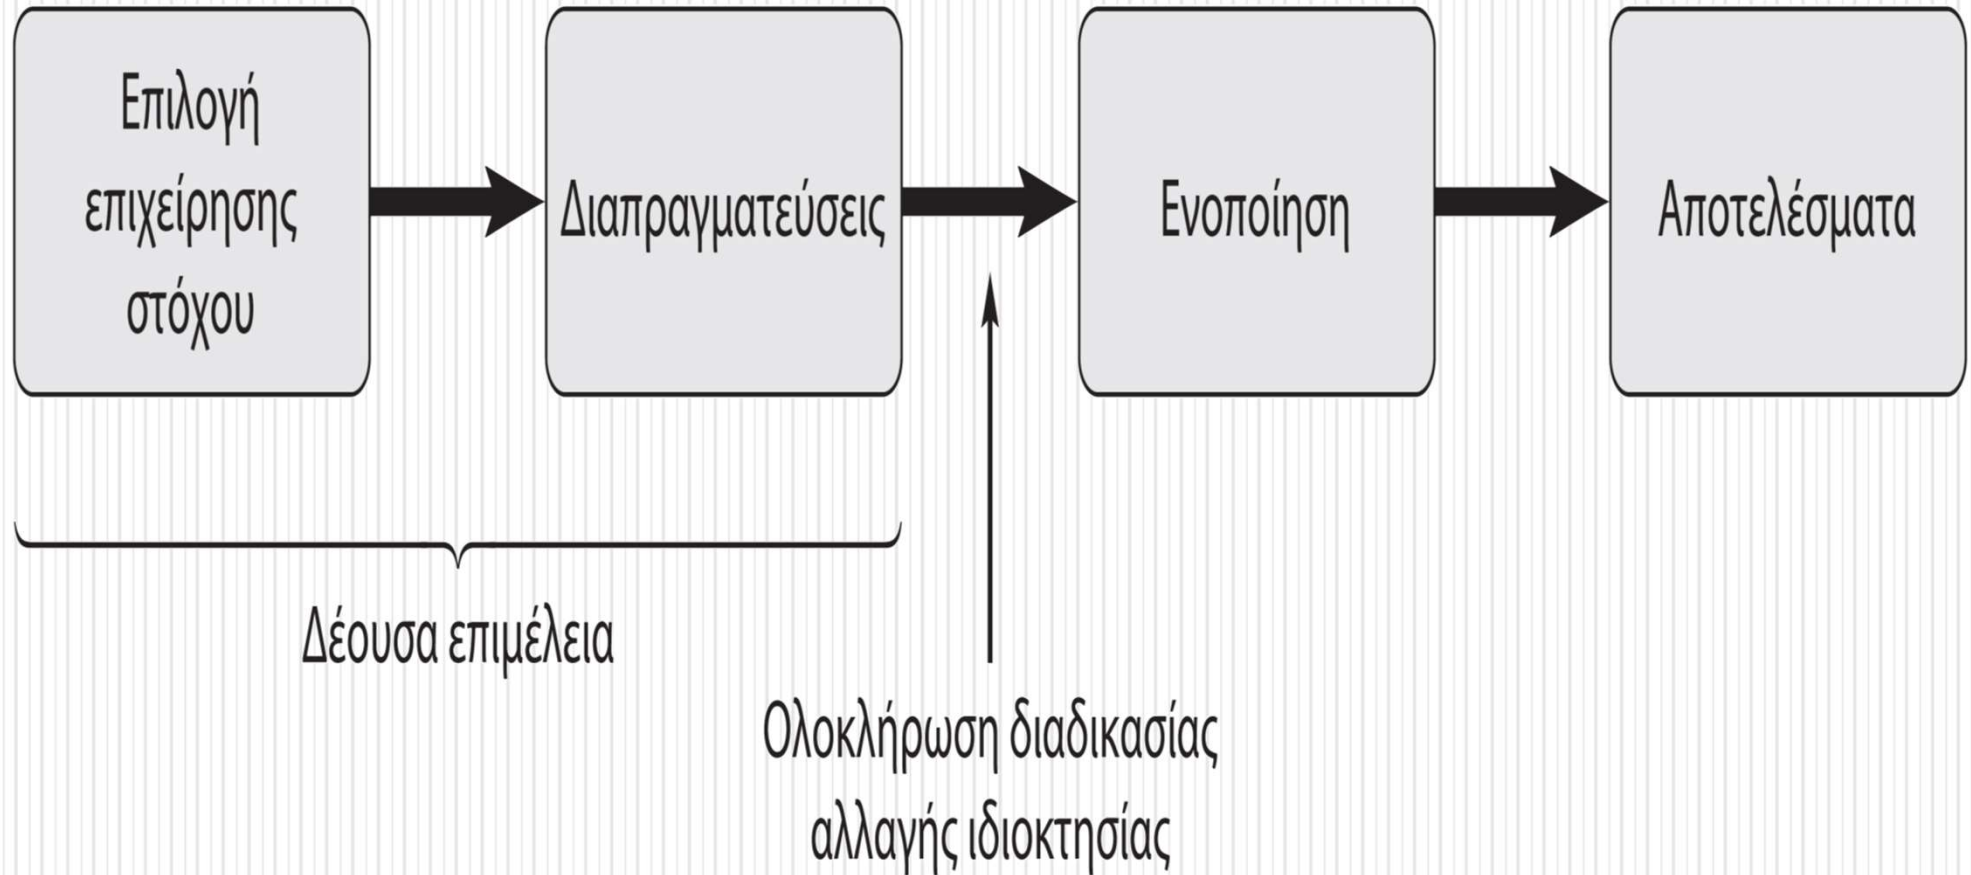 Επιλογή
επιχείρησης
στόχου
Διαπραγματεύσεις
Ενοποίηση
Αποτελέσματα
Δέουσα επιμέλεια
Ολοκλήρωση διαδικασίας
αλλαγής ιδιοκτησίας